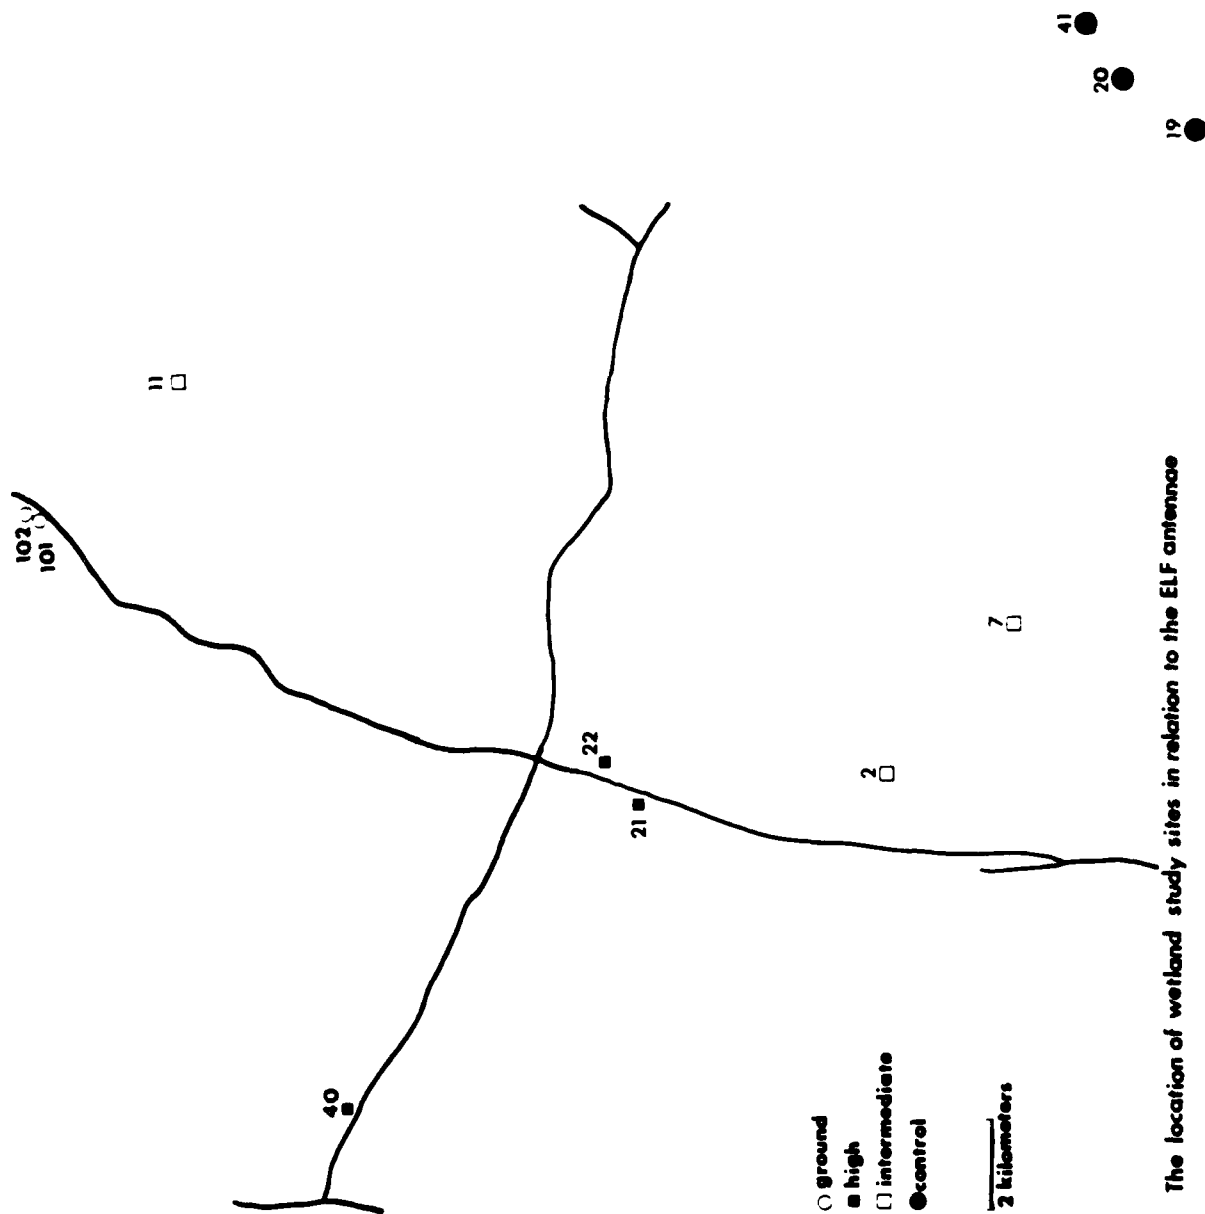 102
101
11
40
22
21
2
7
41
20
19
ground
high
intermediate
control
2 kilometers
The location of wetland study sites in relation to the ELF antennae